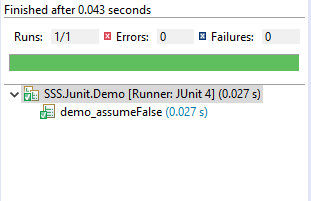 Finished after 0.043 seconds
Runs: 1/1 Errors: 0 Failures: 0
SSS.Junit.Demo [Runner: JUnit 4] (0.027 s)
demo_assumeFalse (0.027 s)